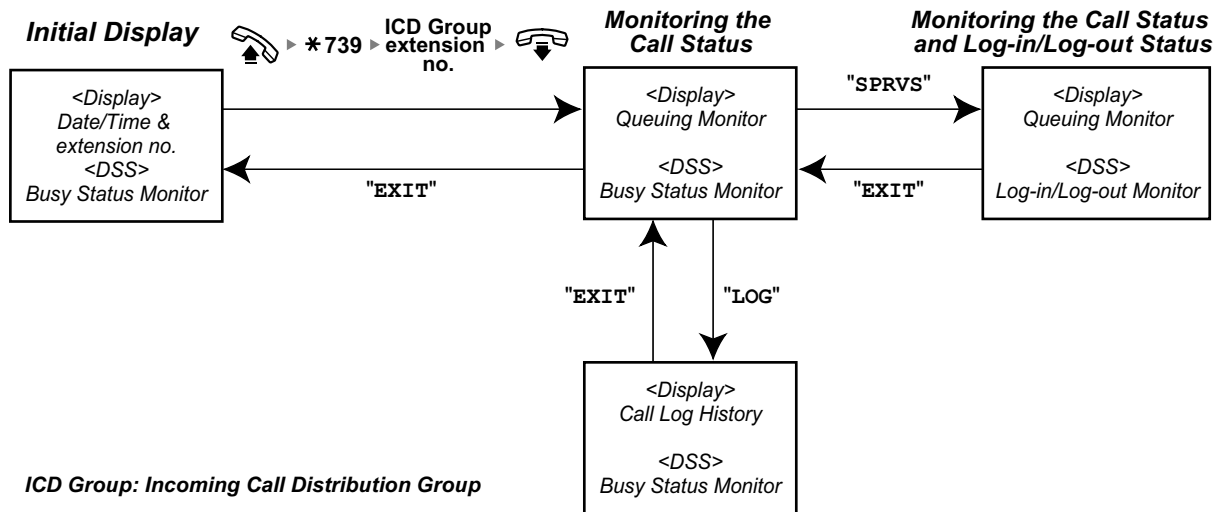 Initial Display
*739
ICD Group
extension
no.
Monitoring the
Call Status
Monitoring the Call Status
and Log-in/Log-out Status
<Display>
Date/Time &
extension no.
<DSS>
Busy Status Monitor
"EXIT"
<Display>
Queuing Monitor
<DSS>
Busy Status Monitor
"SPRVS"
"EXIT"
<Display>
Queuing Monitor
<DSS>
Log-in/Log-out Monitor
"EXIT"
"LOG"
<Display>
Call Log History
<DSS>
Busy Status Monitor
ICD Group: Incoming Call Distribution Group